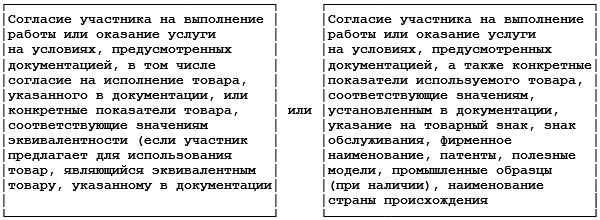 Согласие участника на выполнение
работы или оказание услуги
на условиях, предусмотренных
документацией, в том числе
согласие на исполнение товара,
указанного в документации, или
конкретные показатели товара,
соответствующие значениям
эквивалентности (если участник
предлагает для использования
товар, являющийся эквивалентным
товару, указанному в документации
или
Согласие участника на выполнение
работы или оказание услуги
на условиях, предусмотренных
документацией, а также конкретные
показатели используемого товара,
соответствующие значениям,
установленным в документации,
указание на товарный знак, знак
обслуживания, фирменное
наименование, патенты, полезные
модели, промышленные образцы
(при наличии), наименование
страны происхождения